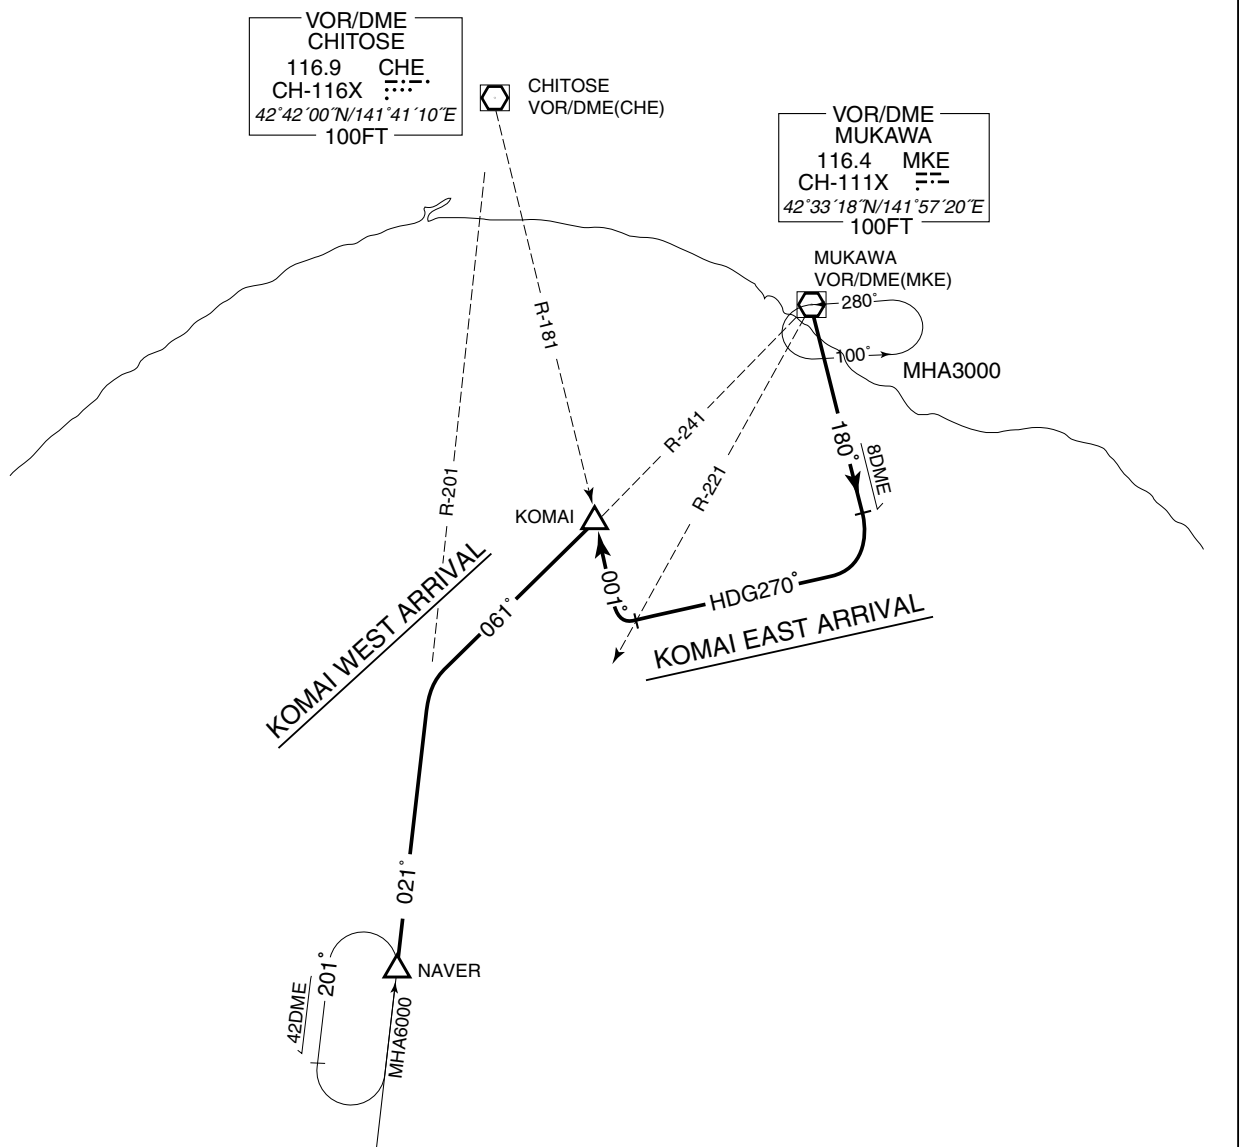 VOR/DME
CHITOSE
116.9 CHE
CH-116X
42°42´00˝N/141°41´10˝E
100FT
CHITOSE
VOR/DME(CHE)
VOR/DME
MUKAWA
116.4 MKE
CH-111X
42°33´18˝N/141°57´20˝E
100FT
MUKAWA
VOR/DME(MKE)
280°
100°
MHA3000
R-181
R-241
R-221
R-201
180°
8DME
KOMAI
001°
HDG270°
KOMAI EAST ARRIVAL
KOMAI WEST ARRIVAL
061°
021°
NAVER
201°
42DME
MHA6000